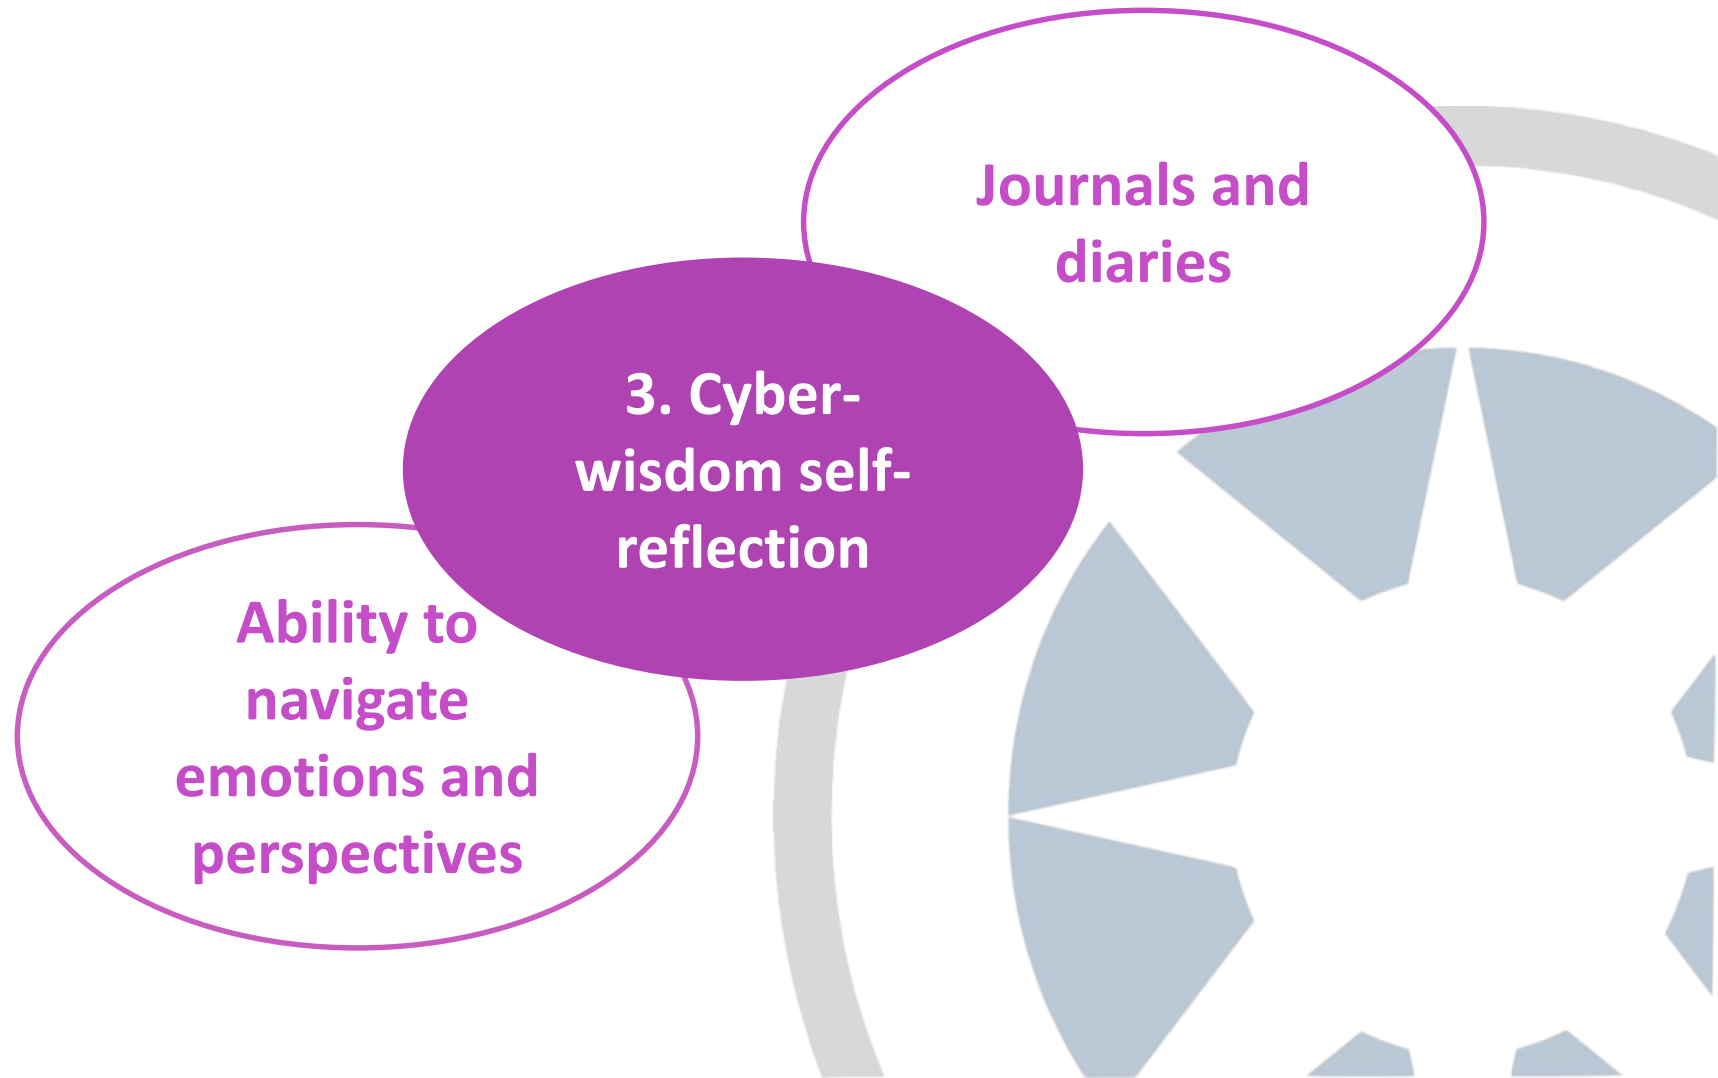 Journals and
diaries
3. Cyber-
wisdom self-
reflection
Ability to
navigate
emotions and
perspectives